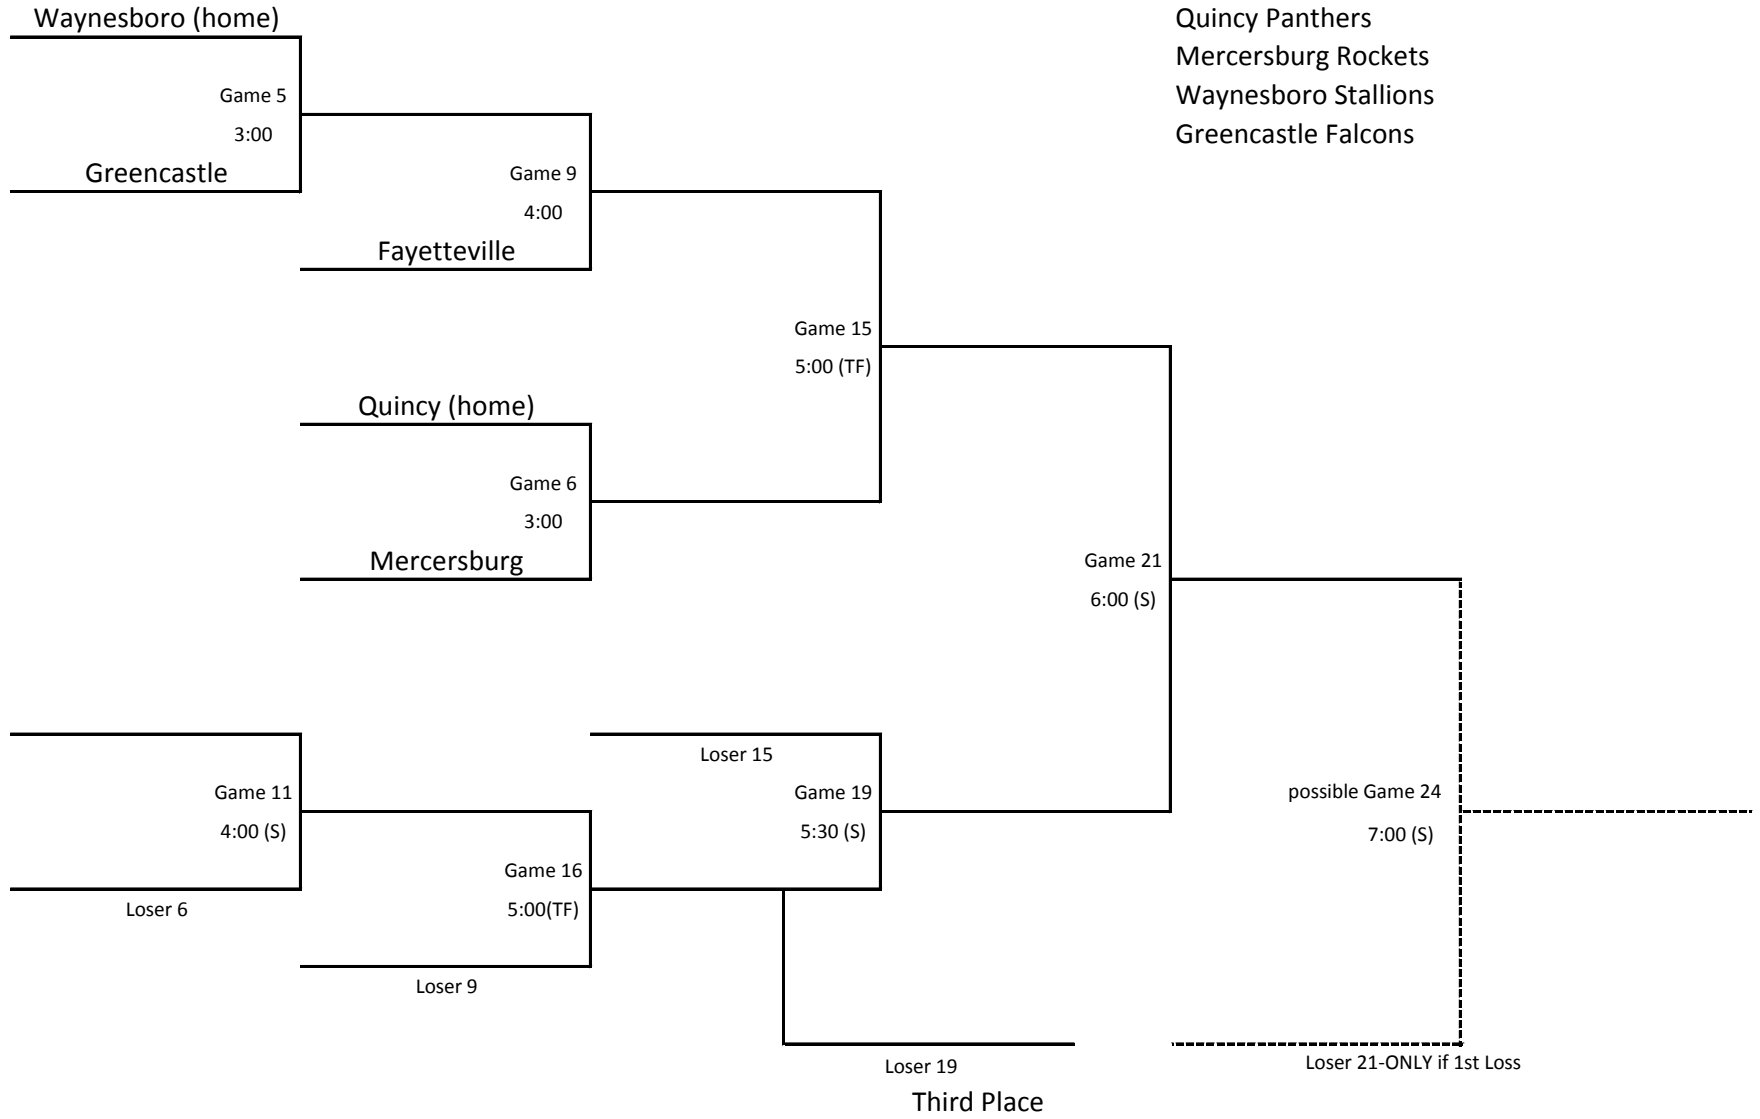 Waynesboro (home)
Quincy Panthers
Mercersburg Rockets
Waynesboro Stallions
Greencastle Falcons
Game 5
3:00
Greencastle
Game 9
4:00
Fayetteville
Game 15
5:00 (TF)
Quincy (home)
Game 6
3:00
Mercersburg
Game 21
6:00 (S)
Loser 15
Game 11
4:00 (S)
Game 19
5:30 (S)
possible Game 24
7:00 (S)
Loser 6
Game 16
5:00(TF)
Loser 9
Loser 19
Loser 21-ONLY if 1st Loss
Third Place